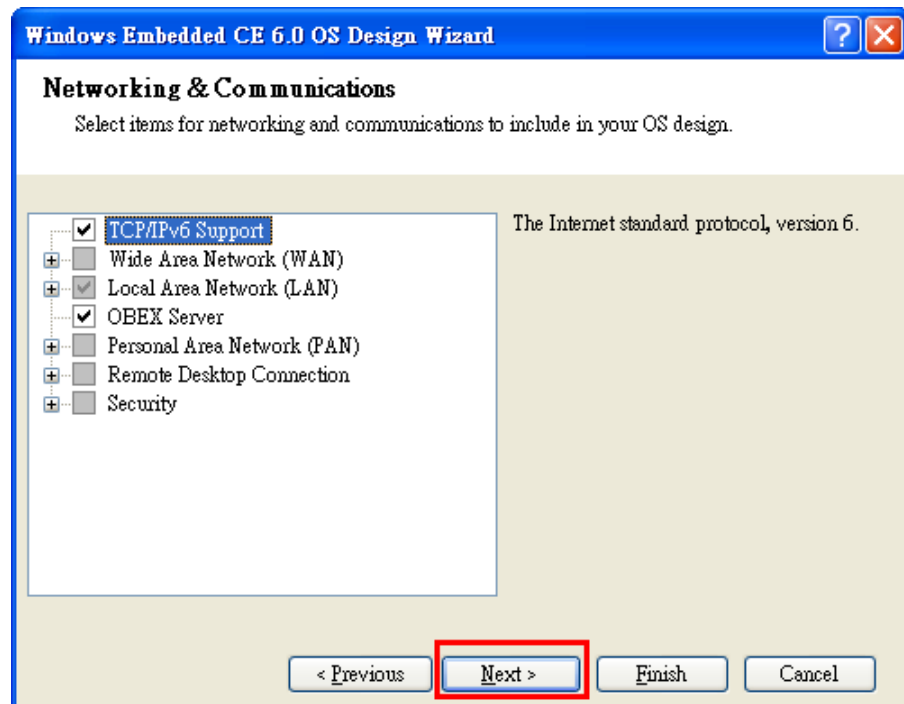 Windows Embedded CE 6.0 OS Design Wizard
Networking & Communications
Select items for networking and communications to include in your OS design.
TCP/IPv6 Support
Wide Area Network (WAN)
Local Area Network (LAN)
OBEX Server
Personal Area Network (PAN)
Remote Desktop Connection
Security
The Internet standard protocol, version 6.
< Previous
Next >
Finish
Cancel